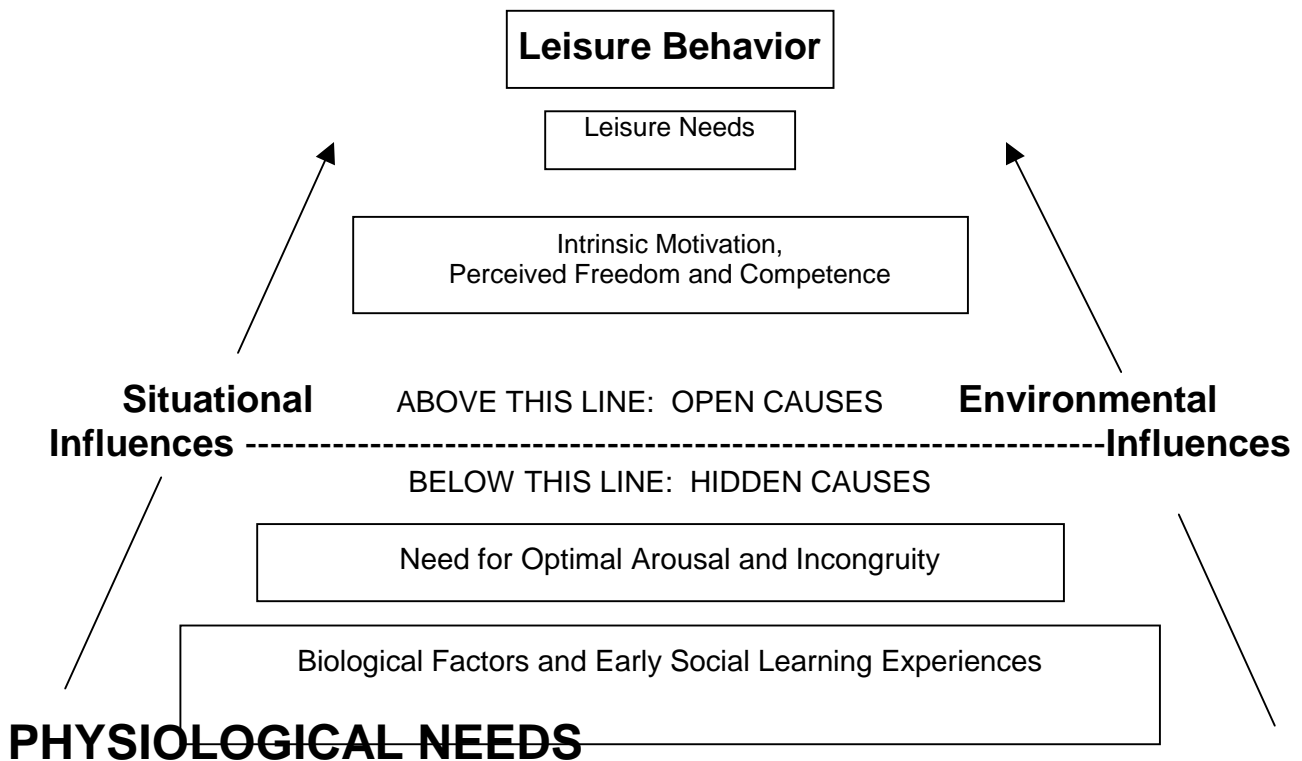 Leisure Behavior
Leisure Needs
Intrinsic Motivation,
Perceived Freedom and Competence
Situational ABOVE THIS LINE: OPEN CAUSES Environmental
Influences -----------------------------------------------------------------------Influences
BELOW THIS LINE: HIDDEN CAUSES
Need for Optimal Arousal and Incongruity
Biological Factors and Early Social Learning Experiences
PHYSIOLOGICAL NEEDS